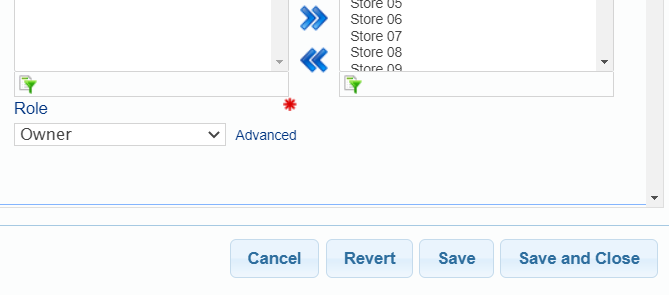 Store 05
Store 06
Store 07
Store 08
Store 09
Role
Owner
Advanced
Cancel
Revert
Save
Save and Close